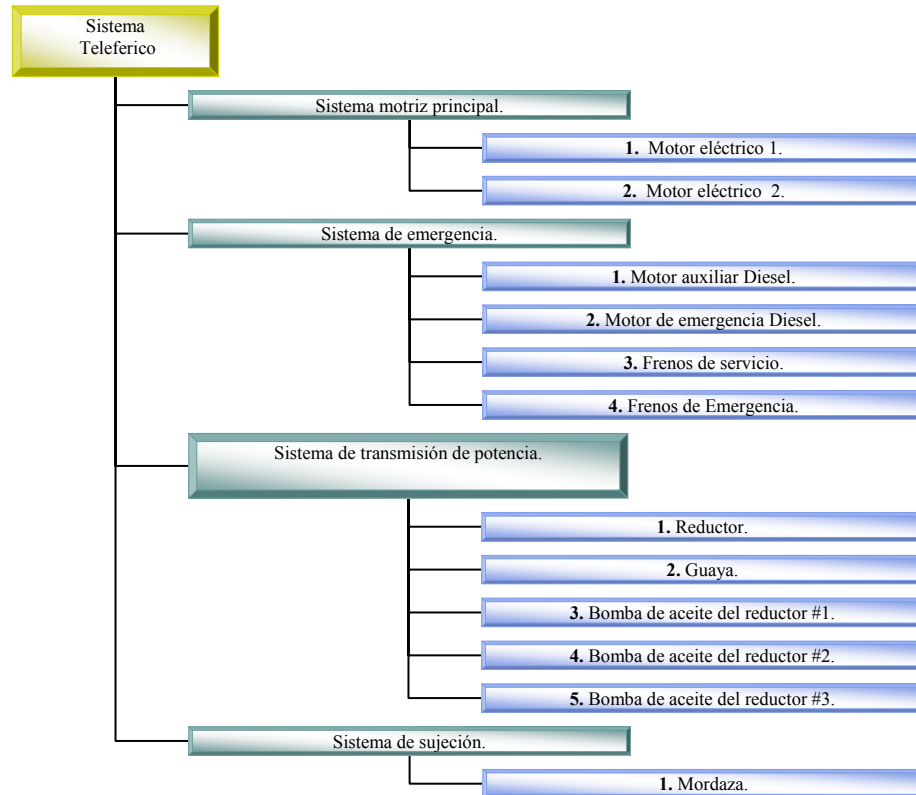 Sistema
Teleferico
Sistema motriz principal.
1. Motor eléctrico 1.
2. Motor eléctrico 2.
Sistema de emergencia.
1. Motor auxiliar Diesel.
2. Motor de emergencia Diesel.
3. Frenos de servicio.
4. Frenos de Emergencia.
Sistema de transmisión de potencia.
1. Reductor.
2. Guaya.
3. Bomba de aceite del reductor #1.
4. Bomba de aceite del reductor #2.
5. Bomba de aceite del reductor #3.
Sistema de sujeción.
1. Mordaza.